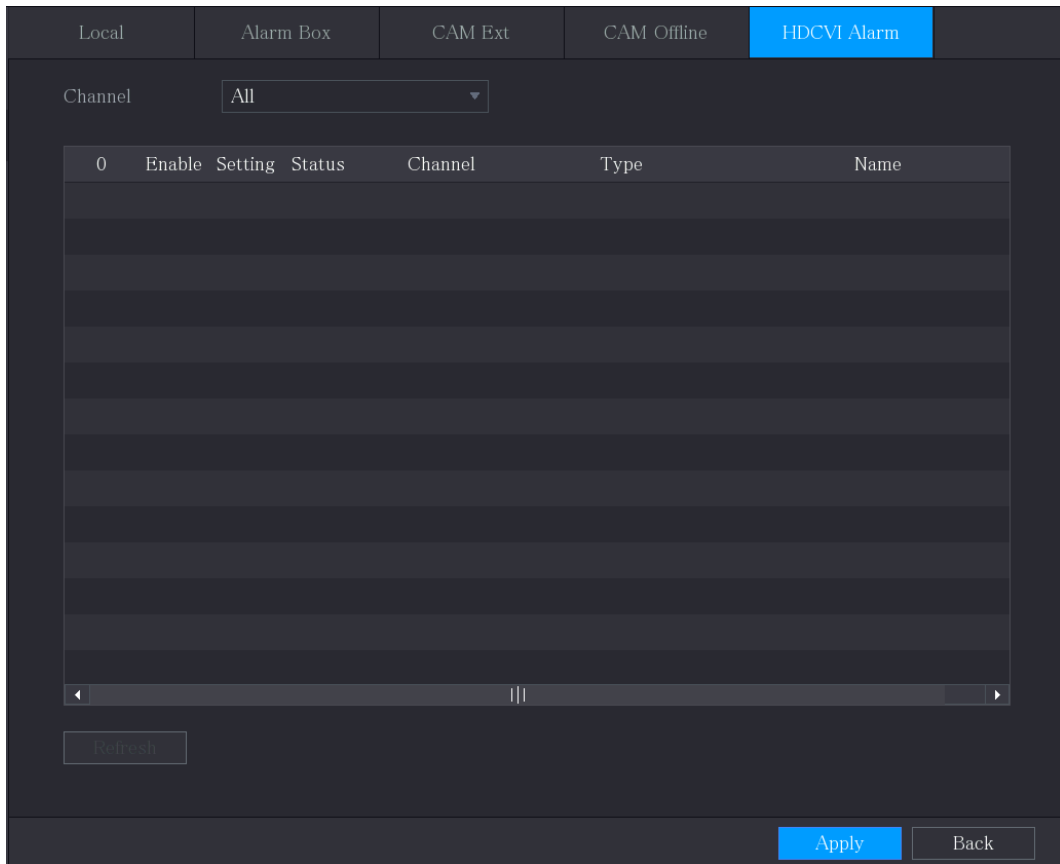 Local Alarm Box CAM Ext CAM Offline HDCVI Alarm
Channel All
0 Enable Setting Status Channel Type Name
Refresh
Apply Back